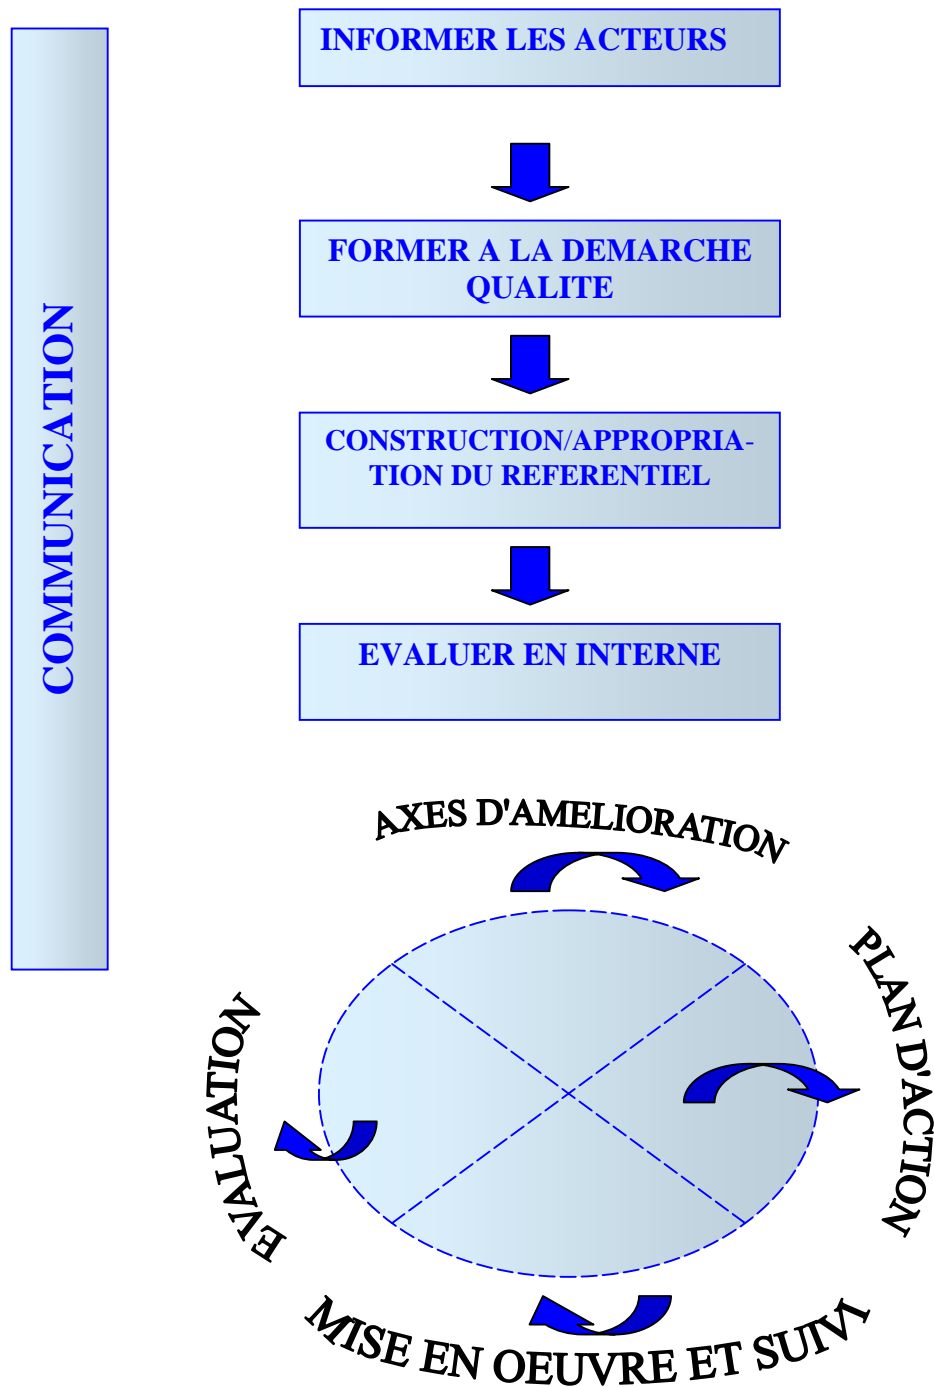 COMMUNICATION
INFORMER LES ACTEURS
FORMER A LA DEMARCHE
QUALITE
CONSTRUCTION/APPROPRIA-
TION DU REFERENTIEL
EVALUER EN INTERNE
AXES D'AMELIORATION
PLAN D'ACTION
MISE EN OEUVRE ET SUIVI
EVALUATION